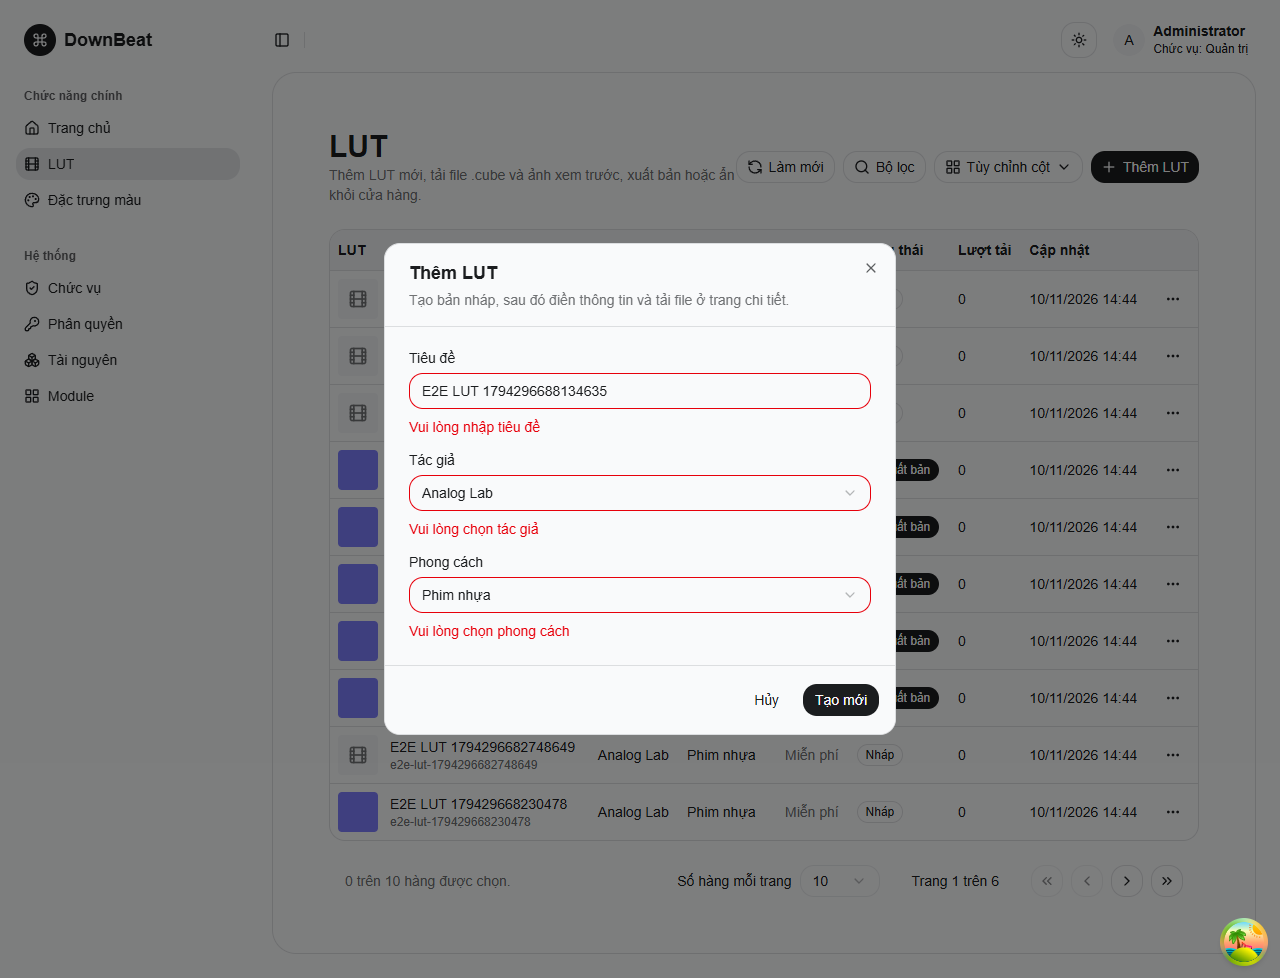 DownBeat
Administrator
Chức vụ: Quản trị
A
Chức năng chính
Trang chủ
LUT
Đặc trưng màu
Hệ thống
Chức vụ
Phân quyền
Tài nguyên
Module
LUT
Thêm LUT mới, tải file .cube và ảnh xem trước, xuất bản hoặc ẩn
khỏi cửa hàng.
Làm mới
Bộ lọc
Tùy chỉnh cột
Thêm LUT
LUT
thái
Lượt tải
Cập nhật
0
10/11/2026 14:44
0
10/11/2026 14:44
0
10/11/2026 14:44
bản
0
10/11/2026 14:44
bản
0
10/11/2026 14:44
bản
0
10/11/2026 14:44
bản
0
10/11/2026 14:44
bản
0
10/11/2026 14:44
Thêm LUT
Tạo bản nháp, sau đó điền thông tin và tải file ở trang chi tiết.
Tiêu đề
E2E LUT 1794296688134635
Vui lòng nhập tiêu đề
Tác giả
Analog Lab
Vui lòng chọn tác giả
Phong cách
Phim nhựa
Vui lòng chọn phong cách
Hủy
Tạo mới
E2E LUT 1794296682748649
e2e-lut-1794296682748649
Analog Lab
Phim nhựa
Miễn phí
Nháp
0
10/11/2026 14:44
E2E LUT 179429668230478
e2e-lut-179429668230478
Analog Lab
Phim nhựa
Miễn phí
Nháp
0
10/11/2026 14:44
0 trên 10 hàng được chọn.
Số hàng mỗi trang
10
Trang 1 trên 6